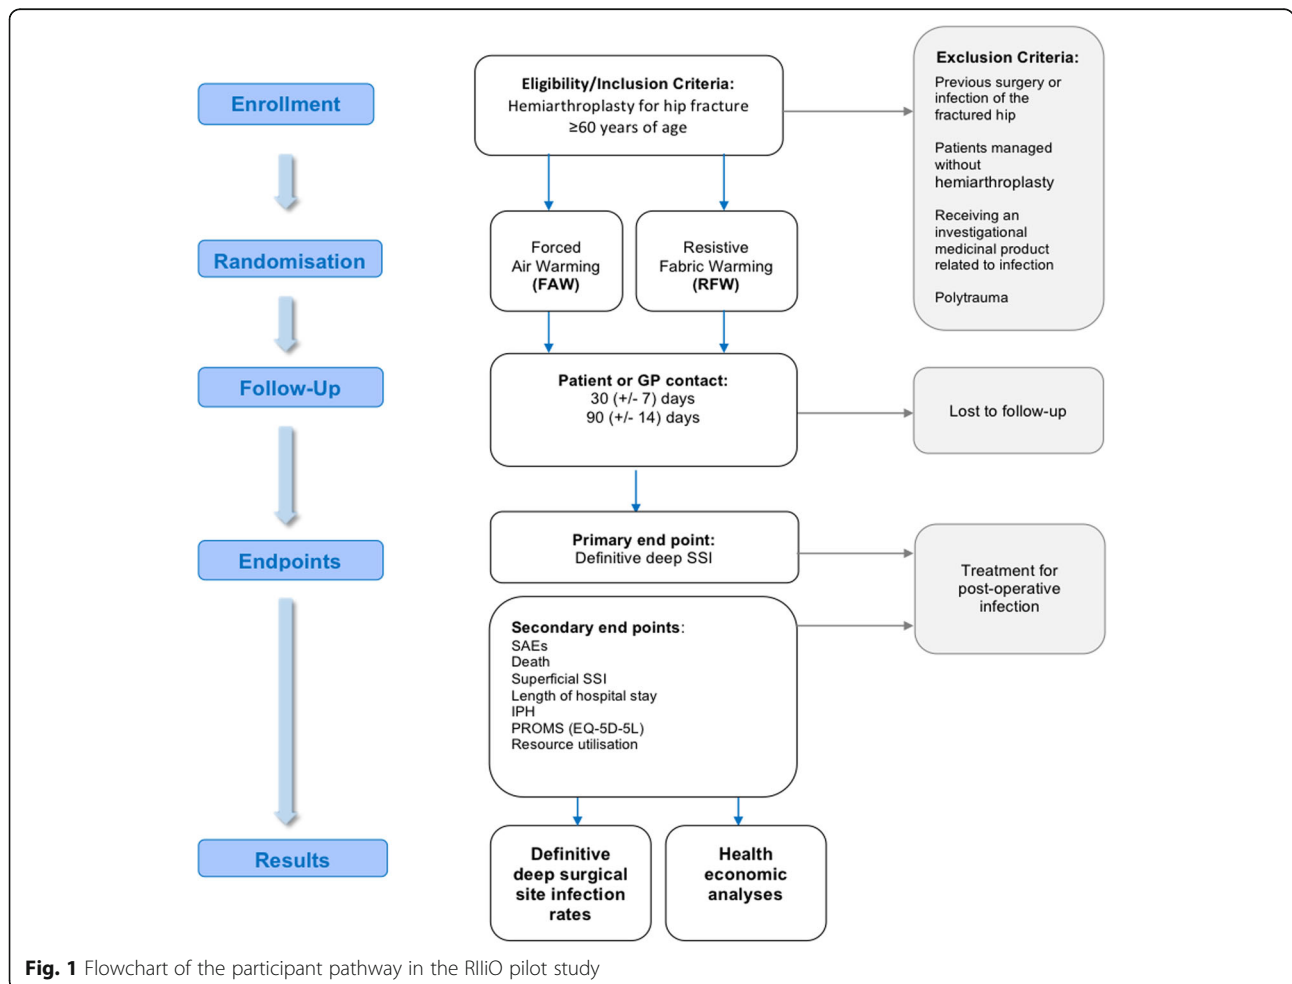 Enrollment
Eligibility/Inclusion Criteria:
Hemiarthroplasty for hip fracture
≥60 years of age
Exclusion Criteria:
Previous surgery or
infection of the
fractured hip
Patients managed
without
hemiarthroplasty
Receiving an
investigational
medicinal product
related to infection
Polytrauma
Randomisation
Forced
Air Warming
(FAW)
Resistive
Fabric Warming
(RFW)
Follow-Up
Patient or GP contact:
30 (+/- 7) days
90 (+/- 14) days
Lost to follow-up
Endpoints
Primary end point:
Definitive deep SSI
Secondary end points:
SAEs
Death
Superficial SSI
Length of hospital stay
IPH
PROMS (EQ-5D-5L)
Resource utilisation
Treatment for
post-operative
infection
Results
Definitive
deep surgical
site infection
rates
Health
economic
analyses
Fig. 1 Flowchart of the participant pathway in the RIIiO pilot study